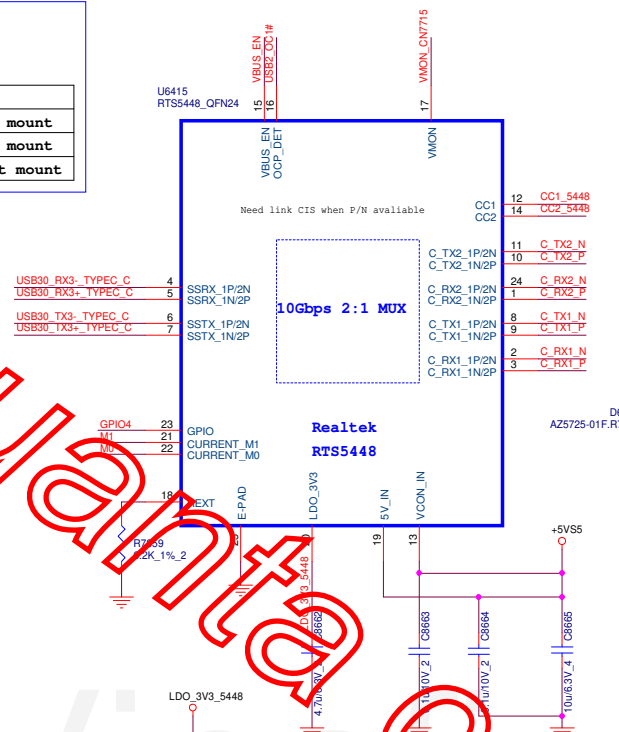 mount
mount
t mount
U6415
RTS5448_QFN24
VBUS_EN
USB2_OC1#
VMON_CN7715
15
16
17
VBUS_EN
OCP_DET
VMON
Need link CIS when P/N avaliable
CC1 12 CC1_5448
CC2 14 CC2_5448
C_TX2_1P/2N 11 C_TX2_N
C_TX2_1N/2P 10 C_TX2_P
USB30_RX3-_TYPEC_C 4 SSRX_1P/2N
USB30_RX3+_TYPEC_C 5 SSRX_1N/2P
C_RX2_1P/2N 24 C_RX2_N
C_RX2_1N/2P 1 C_RX2_P
10Gbps 2:1 MUX
USB30_TX3-_TYPEC_C 6 SSTX_1P/2N
USB30_TX3+_TYPEC_C 7 SSTX_1N/2P
C_TX1_1P/2N 8 C_TX1_N
C_TX1_1N/2P 9 C_TX1_P
C_RX1_1P/2N 2 C_RX1_N
C_RX1_1N/2P 3 C_RX1_P
AZ5725-01F.R7
GPIO4 23 GPIO
M1 21 CURRENT_M1
M0 22 CURRENT_M0
Realtek
RTS5448
18
E-PAD
LDO_3V3
5V_IN
VCON_IN
19
13
+5VS5
C8662
C8663
C8664
C8665
10u/6.3V_4
LDO_3V3_5448
uanta